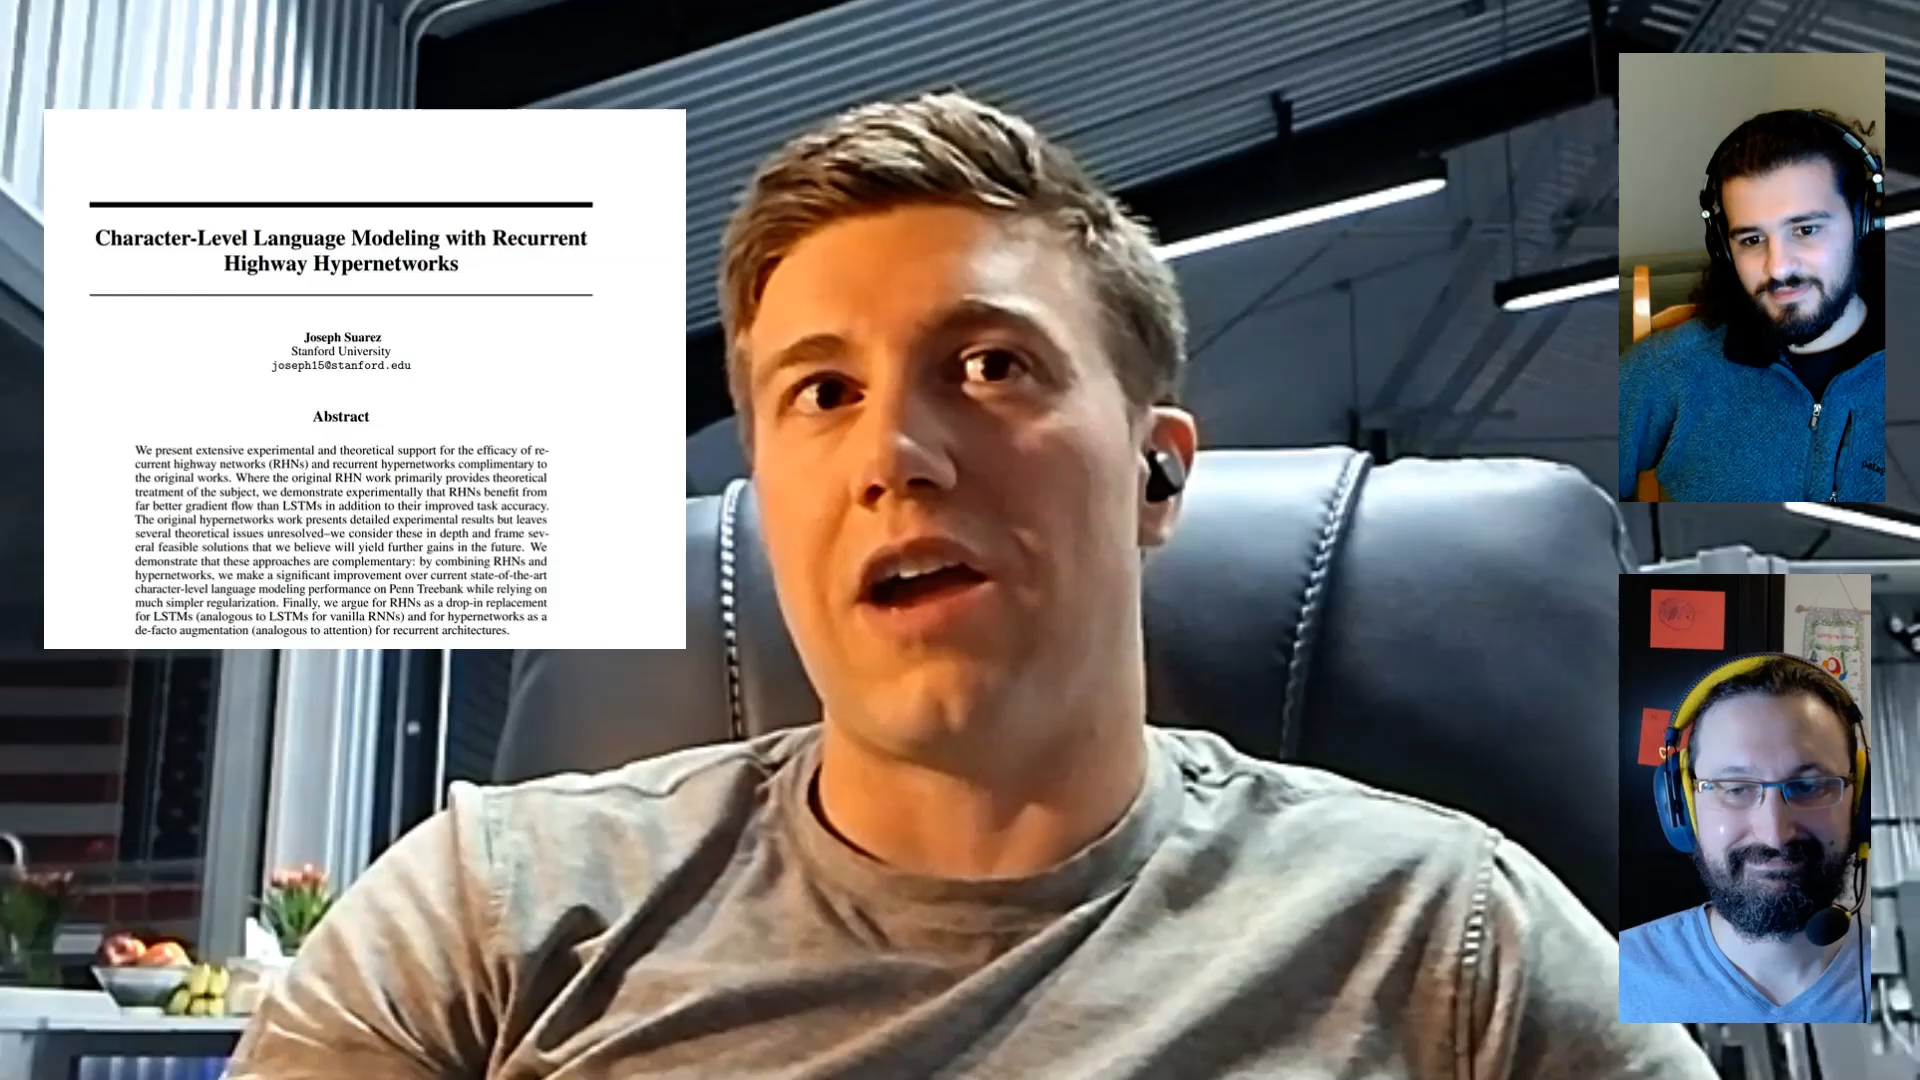 Character-Level Language Modeling with Recurrent
Highway Hypernetworks
Joseph Suarez
Stanford University
joseph15@stanford.edu
Abstract
We present extensive experimental and theoretical support for the efficacy of re-
current highway networks (RHNs) and recurrent hypernetworks complimentary to
the original works. Where the original RHN work primarily provides theoretical
treatment of the subject, we demonstrate experimentally that RHNs benefit from
far better gradient flow than LSTMs in addition to their improved task accuracy.
The original hypernetworks work presents detailed experimental results but leaves
several theoretical issues unresolved–we consider these in depth and frame sev-
eral feasible solutions that we believe will yield further gains in the future. We
demonstrate that these approaches are complementary: by combining RHNs and
hypernetworks, we make a significant improvement over current state-of-the-art
character-level language modeling performance on Penn Treebank while relying on
much simpler regularization. Finally, we argue for RHNs as a drop-in replacement
for LSTMs (analogous to LSTMs for vanilla RNNs) and for hypernetworks as a
de-facto augmentation (analogous to attention) for recurrent architectures.